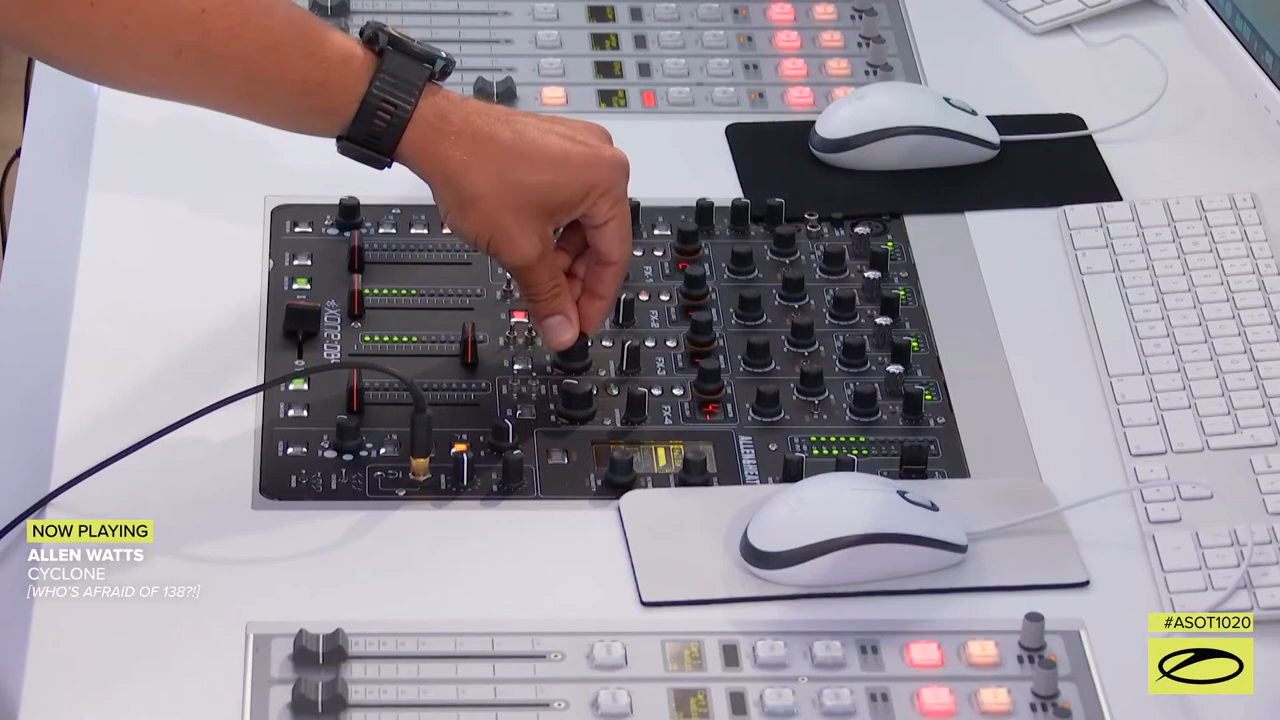 XONE:DB4
FX-1
FX-2
FX-3
FX-4
ALLEN&HEATH
NOW PLAYING
ALLEN WATTS
CYCLONE
[WHO'S AFRAID OF 138?!]
#ASOT1020